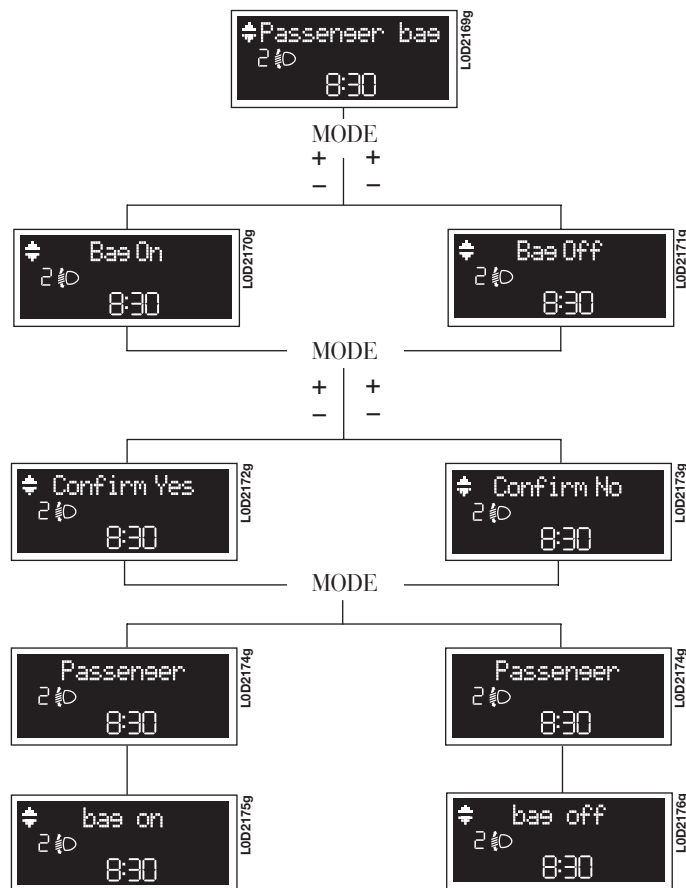 Passenger bag
2
8:30
L0D2169g
MODE
+ +
– –
Bag On
2
8:30
L0D2170g
Bag Off
2
8:30
L0D2171g
MODE
+ +
– –
Confirm Yes
2
8:30
L0D2172g
Confirm No
2
8:30
L0D2173g
MODE
Passenger
2
8:30
L0D2174g
Passenger
2
8:30
L0D2174g
bag on
2
8:30
L0D2175g
bag off
2
8:30
L0D2176g